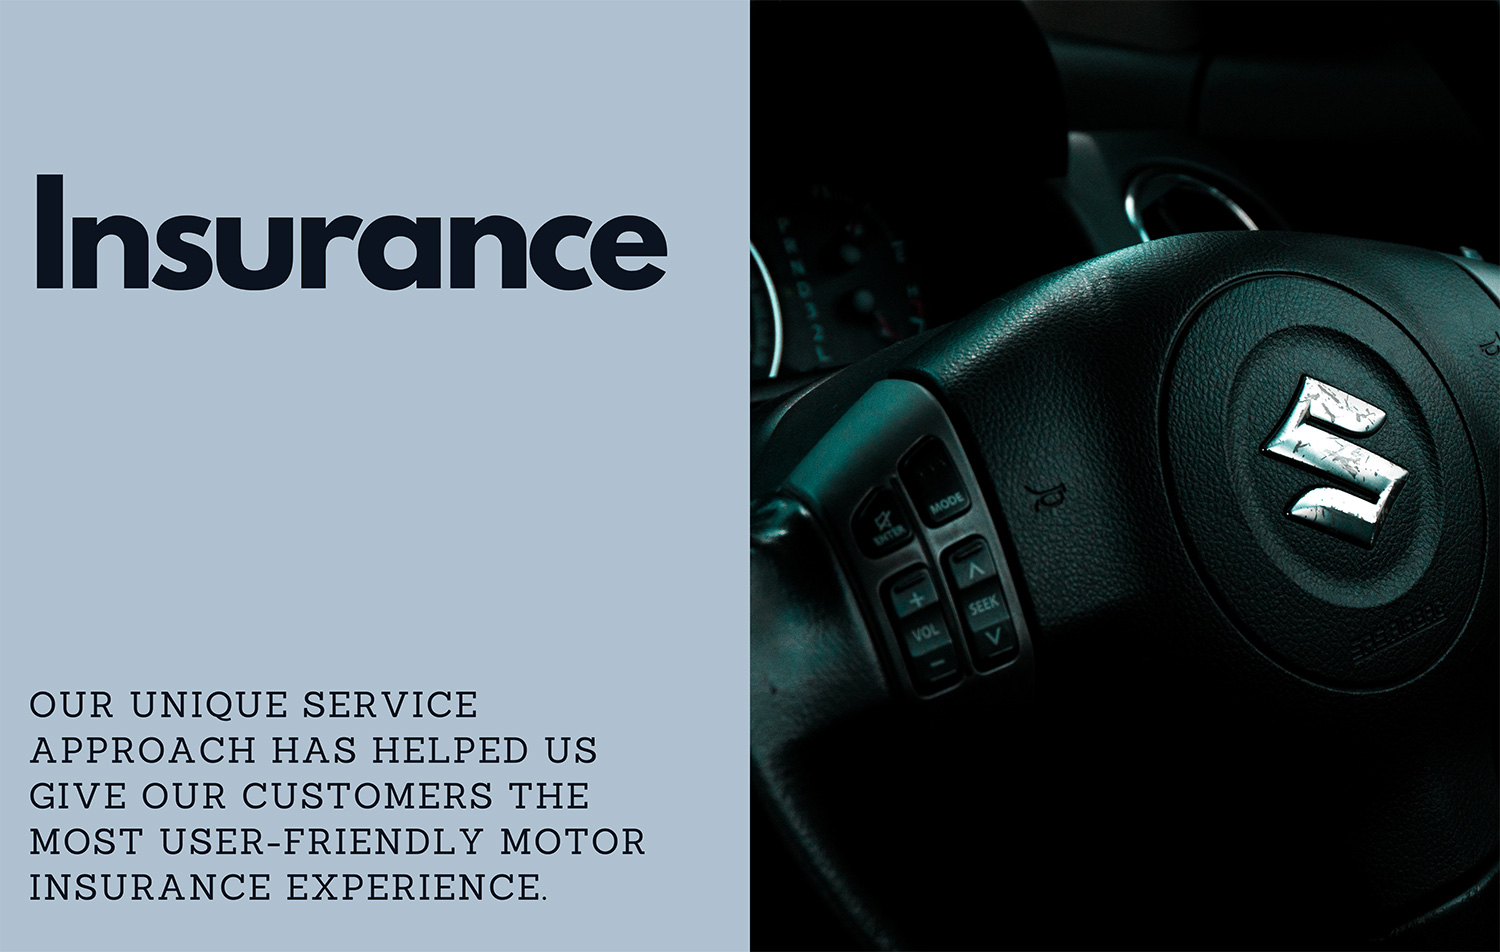 Insurance
OUR UNIQUE SERVICE
APPROACH HAS HELPED US
GIVE OUR CUSTOMERS THE
MOST USER-FRIENDLY MOTOR
INSURANCE EXPERIENCE.
MODE
ENTER
SEEK
VOL